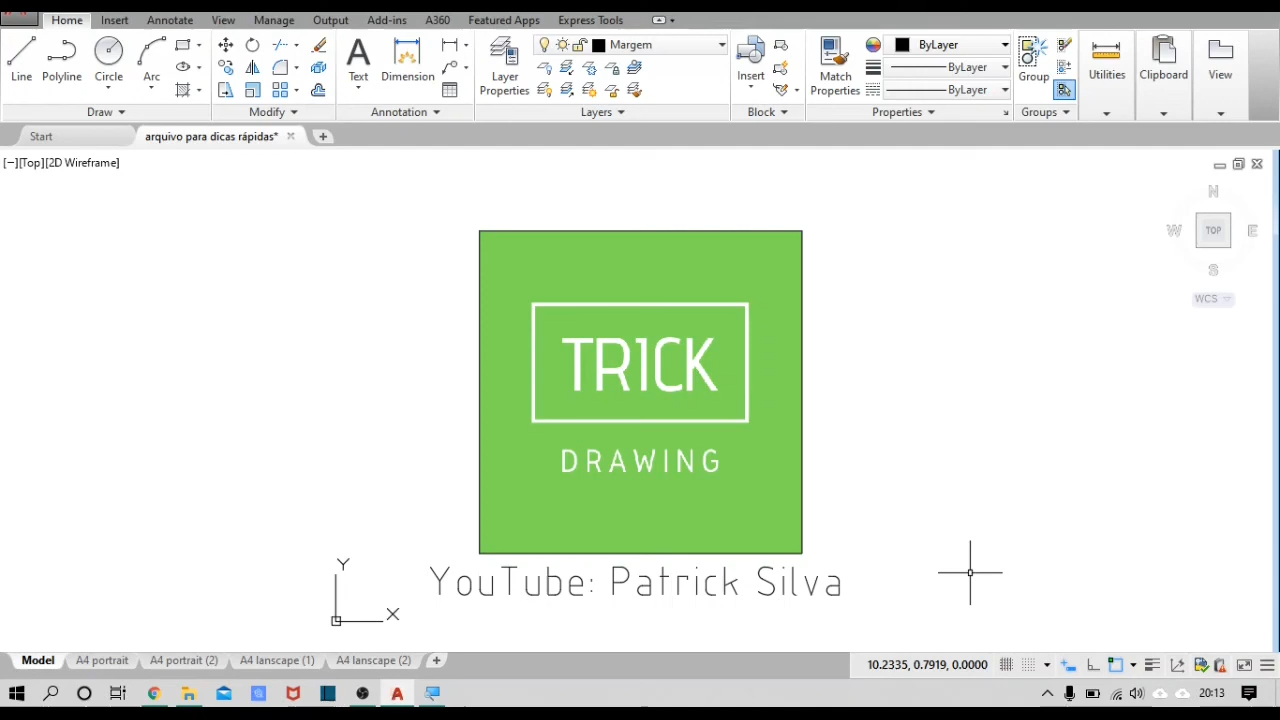 Home Insert Annotate View Manage Output Add-ins A360 Featured Apps Express Tools
Line Polyline Circle Arc
Text Dimension
Layer Properties
Margem
Insert
Match Properties
ByLayer
ByLayer
ByLayer
Group
Utilities
Clipboard
View
Draw Modify Annotation Layers Block Properties Groups
Start arquivo para dicas rápidas*
[−][Top][2D Wireframe]
N
W TOP E
S
WCS
TRICK
DRAWING
YouTube: Patrick Silva
Y
X
Model A4 portrait A4 portrait (2) A4 lanscape (1) A4 lanscape (2)
10.2335, 0.7919, 0.0000
20:13